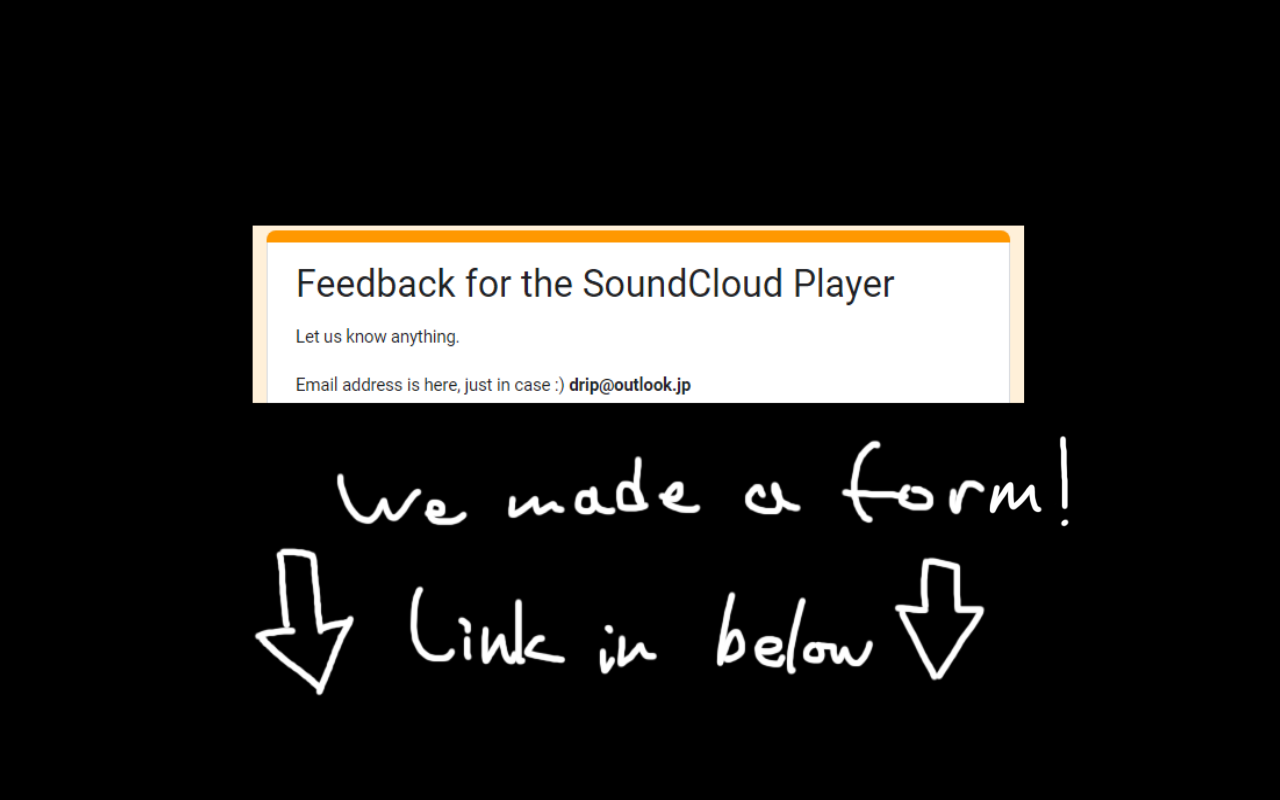 Feedback for the SoundCloud Player
Let us know anything.
Email address is here, just in case :) drip@outlook.jp
We made a form!
Link in below